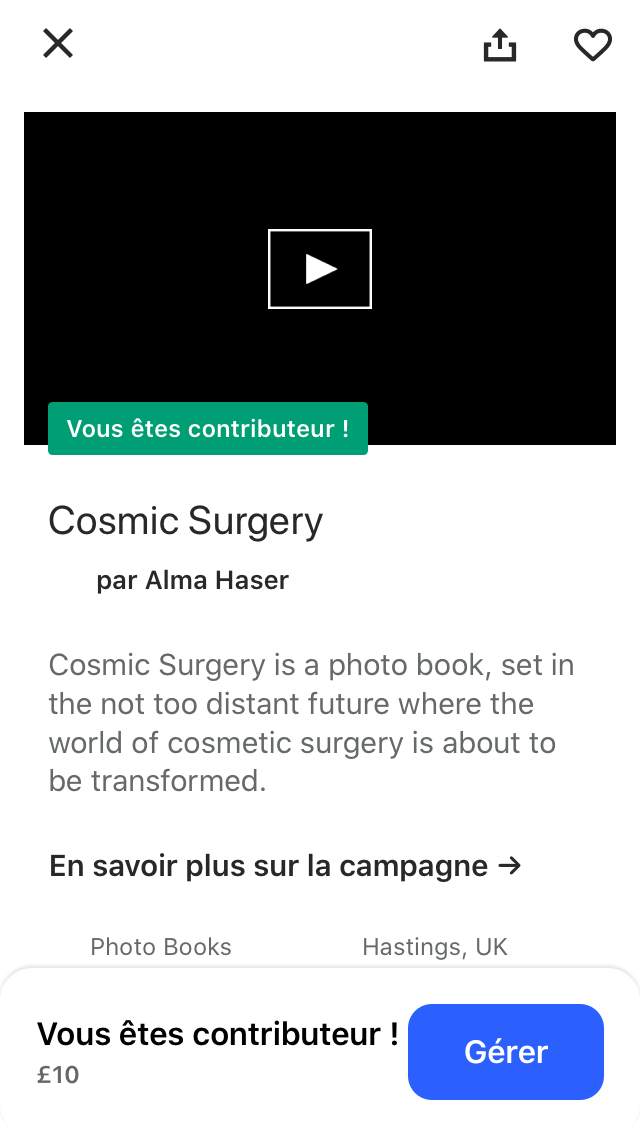 Vous êtes contributeur !
Cosmic Surgery
par Alma Haser
Cosmic Surgery is a photo book, set in
the not too distant future where the
world of cosmetic surgery is about to
be transformed.
En savoir plus sur la campagne →
Photo Books
Hastings, UK
Vous êtes contributeur !
£10
Gérer